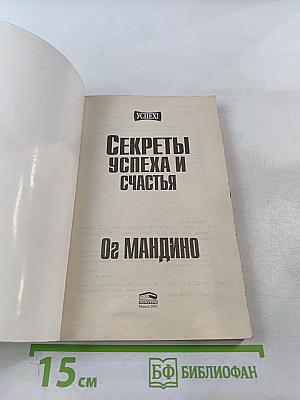 УСПЕХ!
СЕКРЕТЫ
УСПЕХА И
СЧАСТЬЯ
Ог МАНДИНО
15 см
БФ БИБЛИОФАН